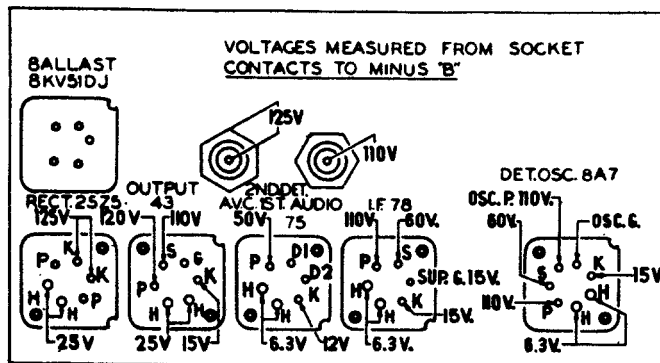 VOLTAGES MEASURED FROM SOCKET
CONTACTS TO MINUS "B"
BALLAST
8KV51DJ
125V
110V
RECT. 25Z5
125V
K
P
K
H
P
H
25V
OUTPUT
43
120V
110V
S
G
P
K
H
H
25V
15V
2ND DET.
A.V.C. 1ST. AUDIO
75
50V
P
D1
D2
H
K
H
6.3V
12V
I.F. 78
110V
60V.
P
S
SUP. G. 15V.
H
K
H
15V.
6.3V.
DET. OSC. 8A7
OSC. P. 110V.
OSC. G.
60V.
K
15V
S
H
110V.
P
H
6.3V.